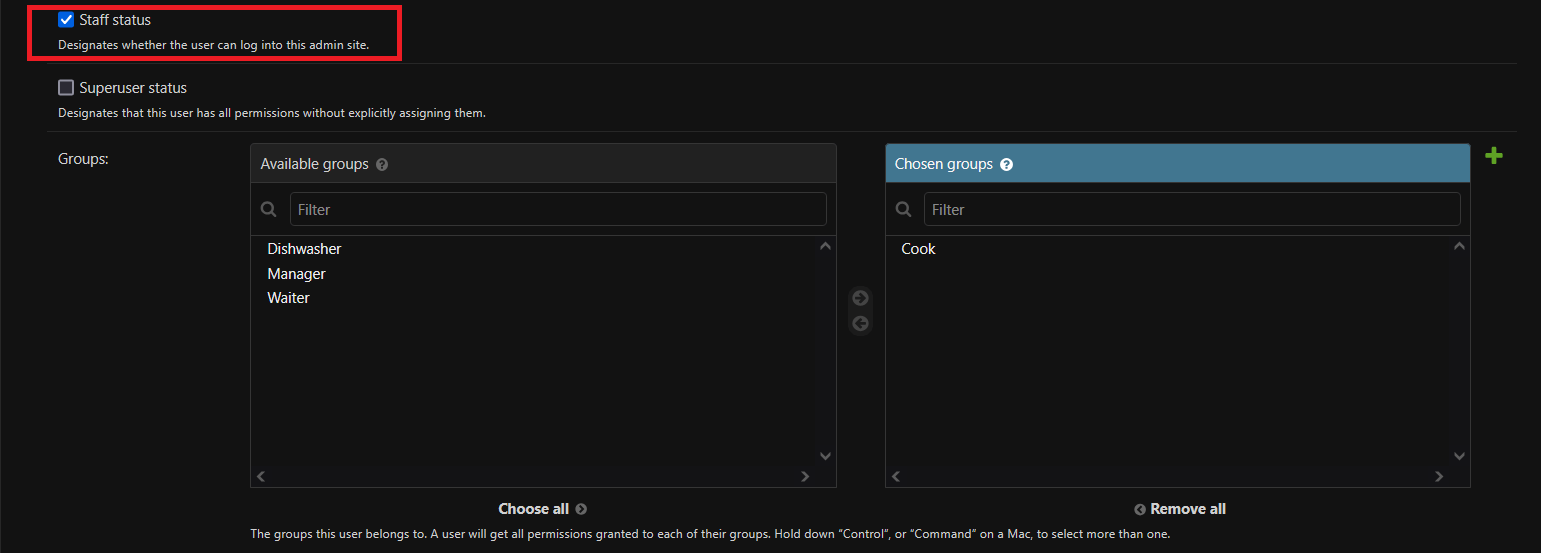 Staff status
Designates whether the user can log into this admin site.
Superuser status
Designates that this user has all permissions without explicitly assigning them.
Groups:
Available groups ?
Chosen groups ?
Filter
Filter
Dishwasher
Cook
Manager
Waiter
Choose all
Remove all
The groups this user belongs to. A user will get all permissions granted to each of their groups. Hold down “Control”, or “Command” on a Mac, to select more than one.